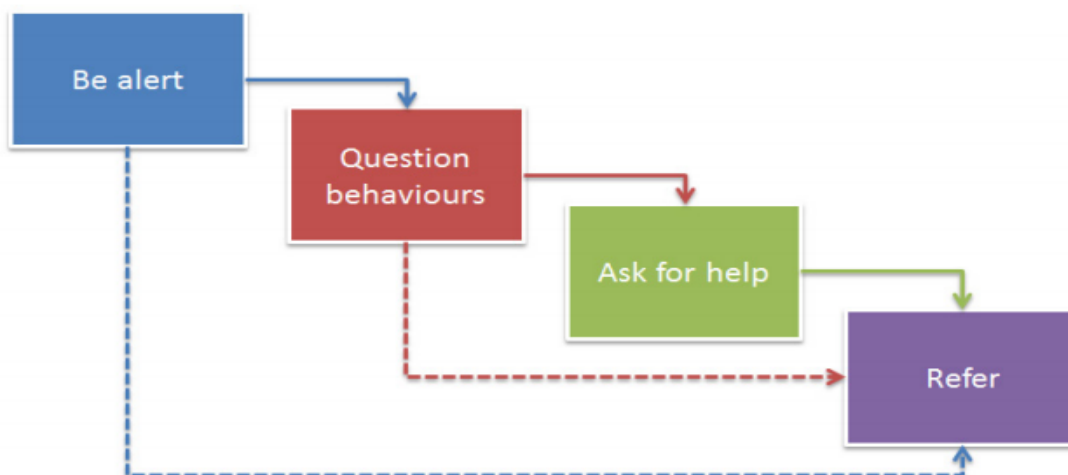 Be alert
Question
behaviours
Ask for help
Refer